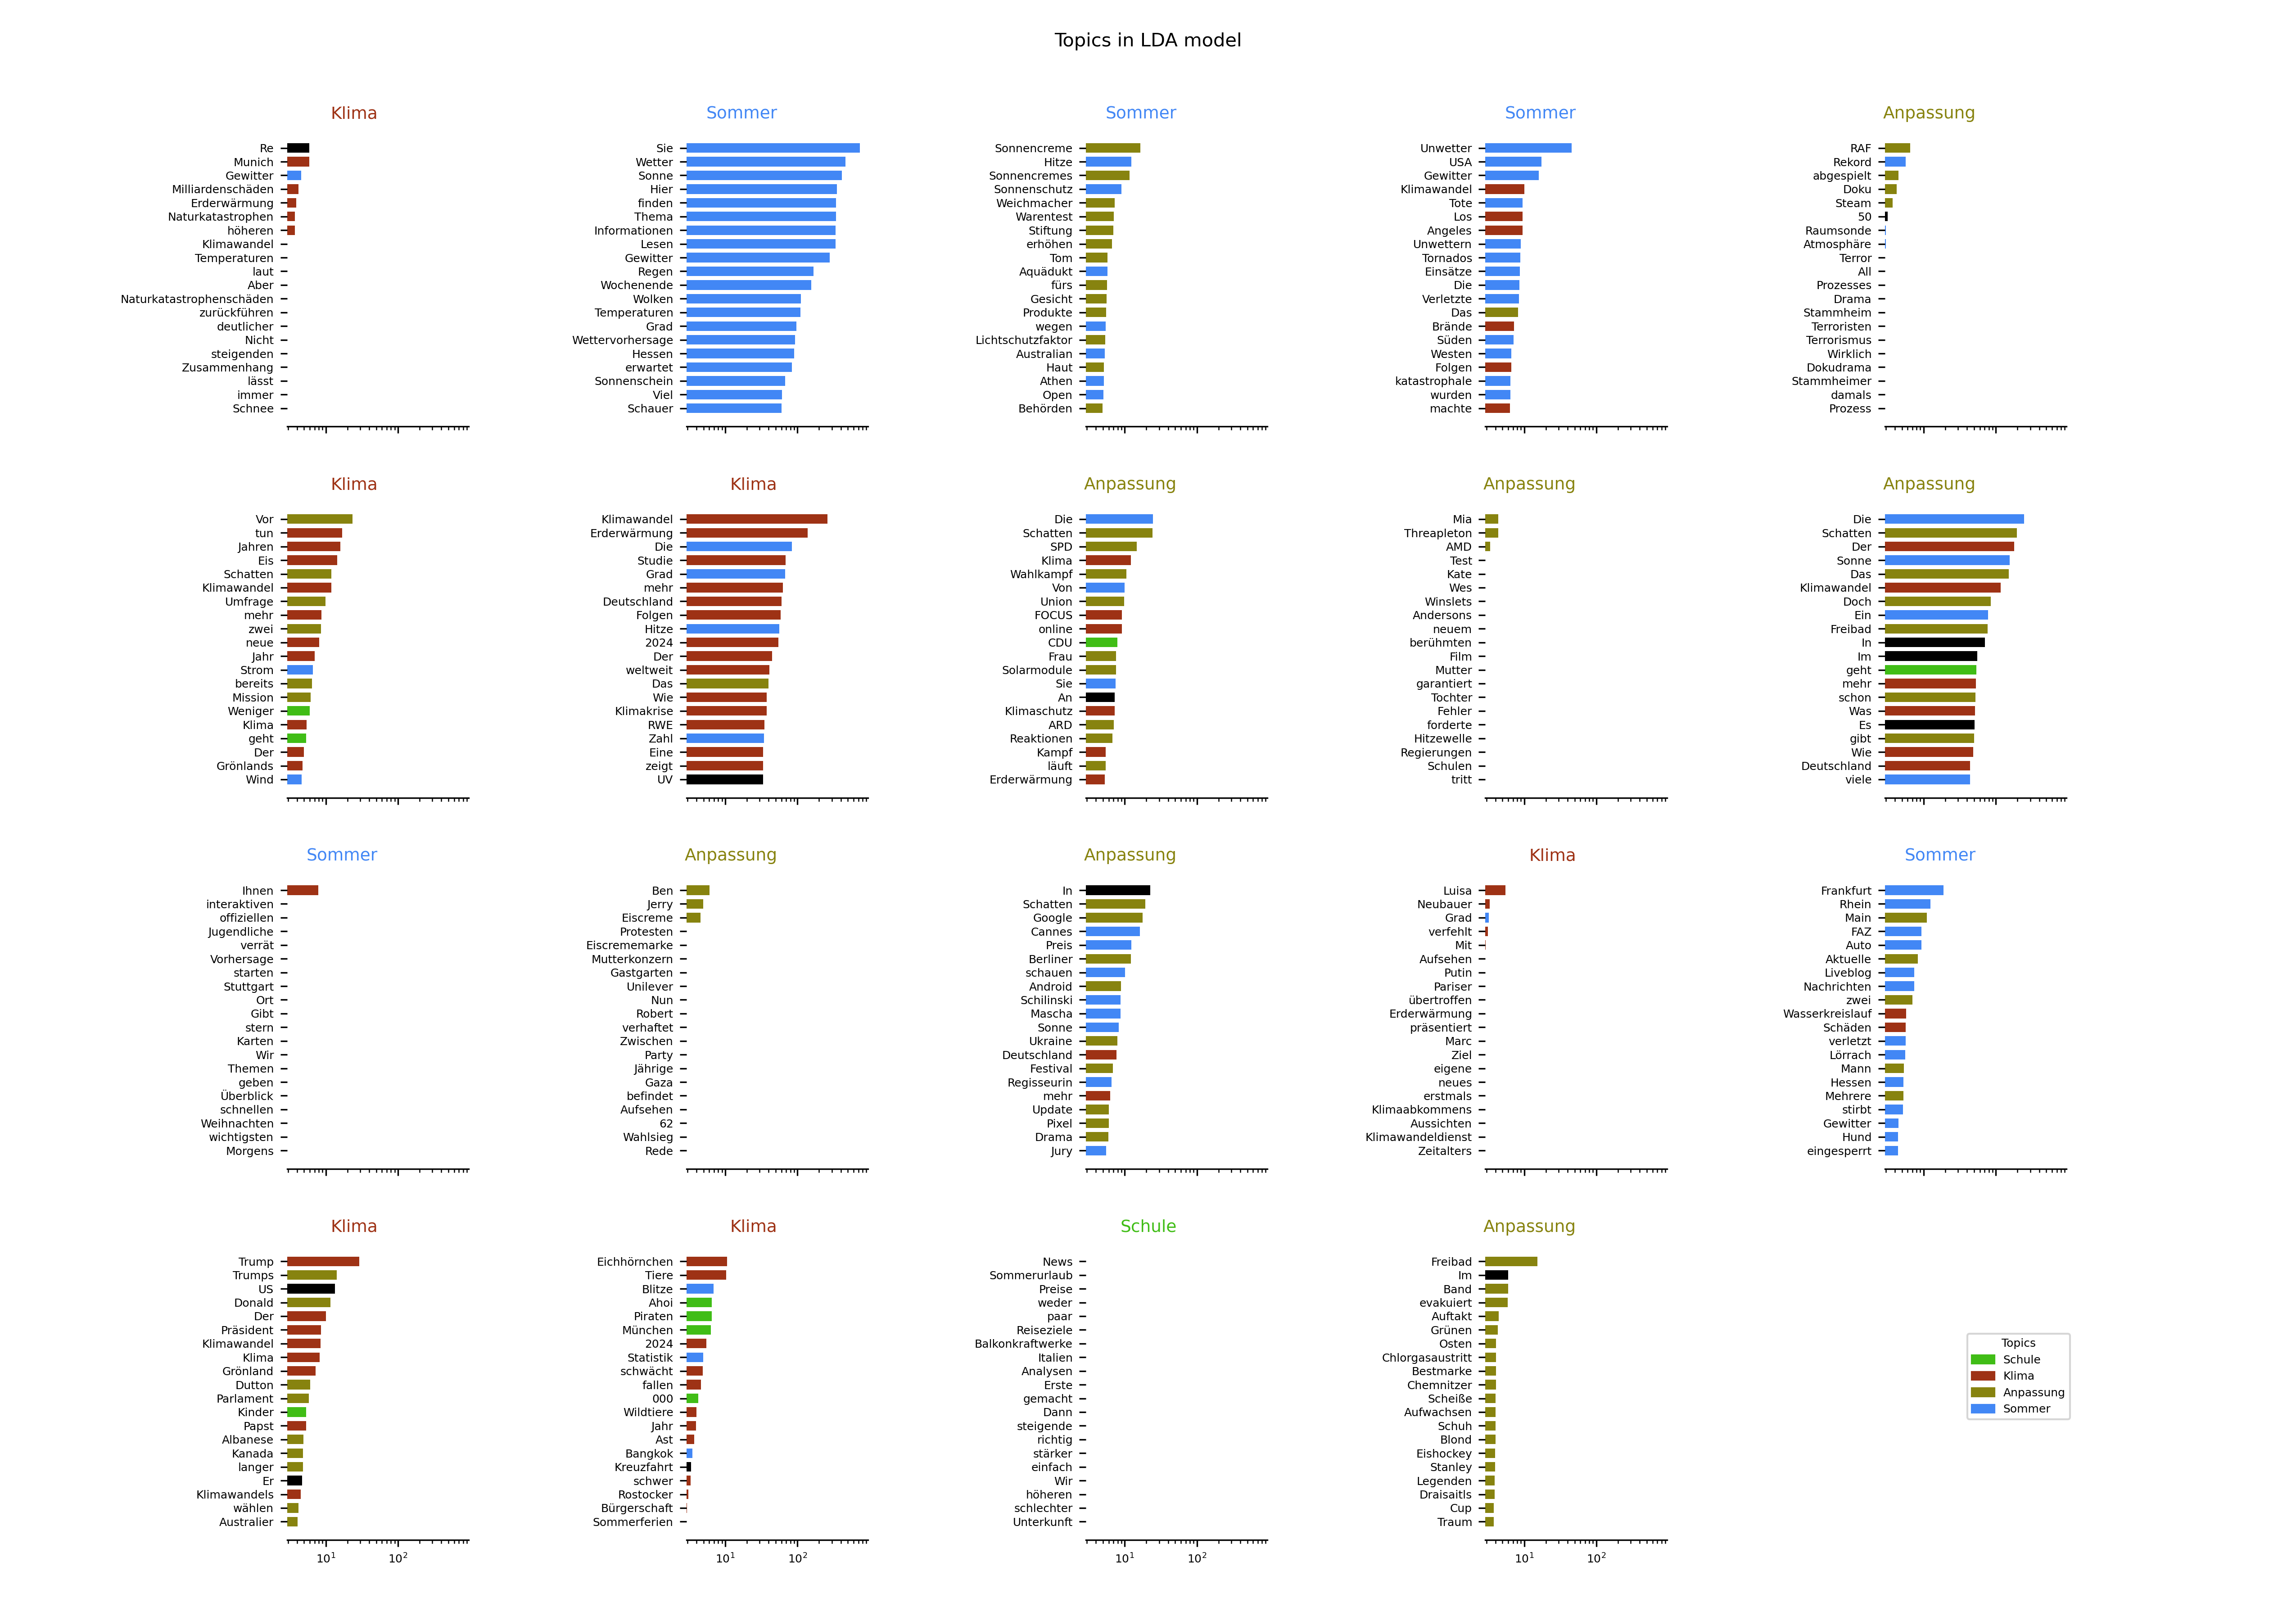 Topics in LDA model
Klima
Re
Munich
Gewitter
Milliardenschäden
Erderwärmung
Naturkatastrophen
höheren
Klimawandel
Temperaturen
laut
Aber
Naturkatastrophenschäden
zurückführen
deutlicher
Nicht
steigenden
Zusammenhang
lässt
immer
Schnee
Sommer
Sie
Wetter
Sonne
Hier
finden
Thema
Informationen
Lesen
Gewitter
Regen
Wochenende
Wolken
Temperaturen
Grad
Wettervorhersage
Hessen
erwartet
Sonnenschein
Viel
Schauer
Sommer
Sonnencreme
Hitze
Sonnencremes
Sonnenschutz
Weichmacher
Warentest
Stiftung
erhöhen
Tom
Aquädukt
fürs
Gesicht
Produkte
wegen
Lichtschutzfaktor
Australian
Haut
Athen
Open
Behörden
Sommer
Unwetter
USA
Gewitter
Klimawandel
Tote
Los
Angeles
Unwettern
Tornados
Einsätze
Die
Verletzte
Das
Brände
Süden
Westen
Folgen
katastrophale
wurden
machte
Anpassung
RAF
Rekord
abgespielt
Doku
Steam
50
Raumsonde
Atmosphäre
Terror
All
Prozesses
Drama
Stammheim
Terroristen
Terrorismus
Wirklich
Dokudrama
Stammheimer
damals
Prozess
Klima
Vor
tun
Jahren
Eis
Schatten
Klimawandel
Umfrage
mehr
zwei
neue
Jahr
Strom
bereits
Mission
Weniger
Klima
geht
Der
Grönlands
Wind
Klima
Klimawandel
Erderwärmung
Die
Studie
Grad
mehr
Deutschland
Folgen
Hitze
2024
Der
weltweit
Das
Wie
Klimakrise
RWE
Zahl
Eine
zeigt
UV
Anpassung
Die
Schatten
SPD
Klima
Wahlkampf
Von
Union
FOCUS
online
CDU
Frau
Solarmodule
Sie
An
Klimaschutz
ARD
Reaktionen
Kampf
läuft
Erderwärmung
Anpassung
Mia
Threapleton
AMD
Test
Kate
Wes
Winslets
Andersons
neuem
berühmten
Film
Mutter
garantiert
Tochter
Fehler
forderte
Hitzewelle
Regierungen
Schulen
tritt
Anpassung
Die
Schatten
Der
Sonne
Das
Klimawandel
Doch
Ein
Freibad
In
Im
geht
mehr
schon
Was
Es
gibt
Wie
Deutschland
viele
Sommer
Ihnen
interaktiven
offiziellen
Jugendliche
verrät
Vorhersage
starten
Stuttgart
Ort
Gibt
stern
Karten
Wir
Themen
geben
Überblick
schnellen
Weihnachten
wichtigsten
Morgens
Anpassung
Ben
Jerry
Eiscreme
Protesten
Eiscrememarke
Mutterkonzern
Gastgarten
Unilever
Nun
Robert
verhaftet
Zwischen
Party
Jährige
Gaza
befindet
Aufsehen
62
Wahlsieg
Rede
Anpassung
In
Schatten
Google
Cannes
Preis
Berliner
schauen
Android
Schilinski
Mascha
Sonne
Ukraine
Deutschland
Festival
Regisseurin
mehr
Update
Pixel
Drama
Jury
Klima
Luisa
Neubauer
Grad
verfehlt
Mit
Aufsehen
Putin
Pariser
übertroffen
Erderwärmung
präsentiert
Marc
Ziel
eigene
neues
erstmals
Klimaabkommens
Aussichten
Klimawandeldienst
Zeitalters
Sommer
Frankfurt
Rhein
Main
FAZ
Auto
Aktuelle
Liveblog
Nachrichten
zwei
Wasserkreislauf
Schäden
verletzt
Lörrach
Mann
Hessen
Mehrere
stirbt
Gewitter
Hund
eingesperrt
Klima
Trump
Trumps
US
Donald
Der
Präsident
Klimawandel
Klima
Grönland
Dutton
Parlament
Kinder
Papst
Albanese
Kanada
langer
Er
Klimawandels
wählen
Australier
10¹ 10²
Klima
Eichhörnchen
Tiere
Blitze
Ahoi
Piraten
München
2024
Statistik
schwächt
fallen
000
Wildtiere
Jahr
Ast
Bangkok
Kreuzfahrt
schwer
Rostocker
Bürgerschaft
Sommerferien
10¹ 10²
Schule
News
Sommerurlaub
Preise
weder
paar
Reiseziele
Balkonkraftwerke
Italien
Analysen
Erste
gemacht
Dann
steigende
richtig
stärker
einfach
Wir
höheren
schlechter
Unterkunft
10¹ 10²
Anpassung
Freibad
Im
Band
evakuiert
Auftakt
Grünen
Osten
Chlorgasaustritt
Bestmarke
Chemnitzer
Scheiße
Aufwachsen
Schuh
Blond
Eishockey
Stanley
Legenden
Draisaitls
Cup
Traum
10¹ 10²
Topics
Schule
Klima
Anpassung
Sommer